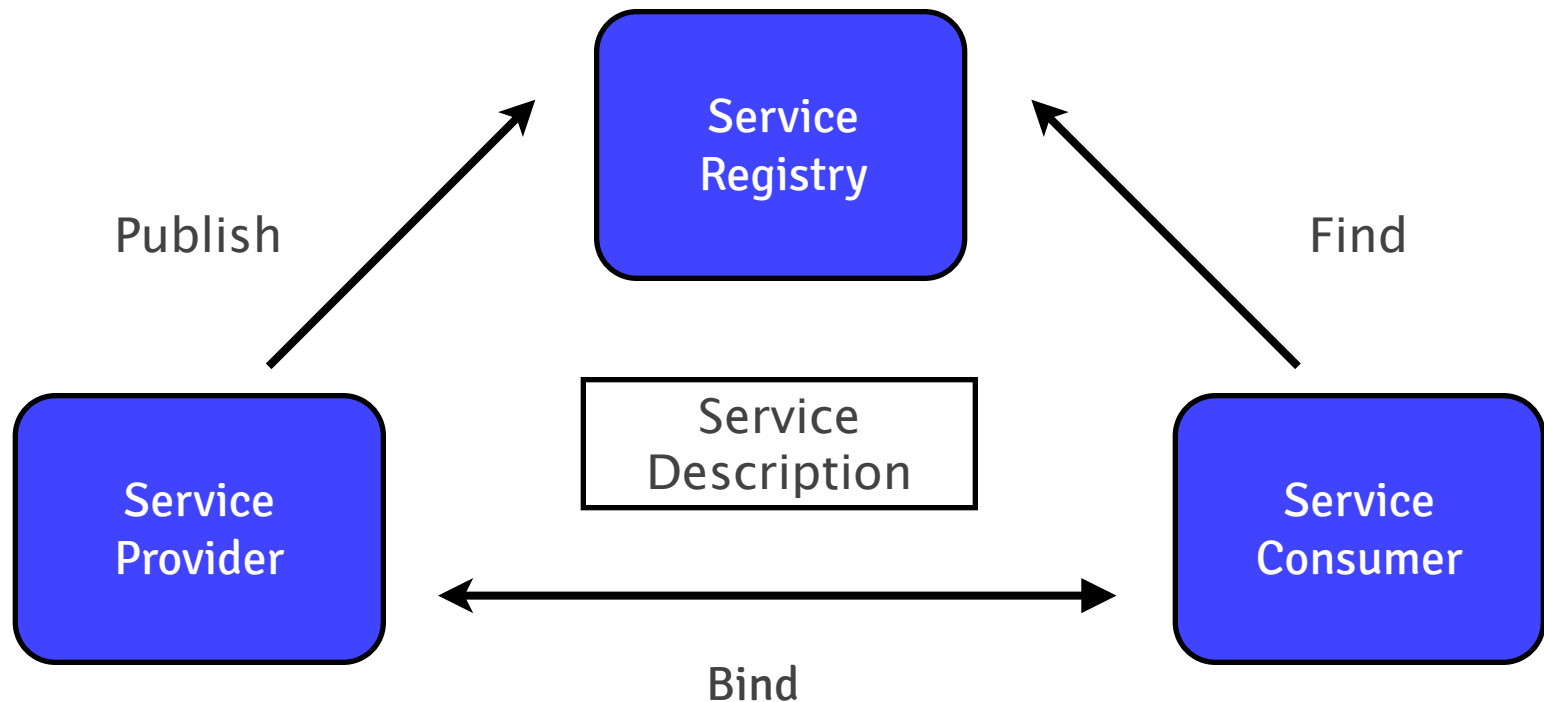 Service
Registry
Publish
Find
Service
Description
Service
Provider
Service
Consumer
Bind